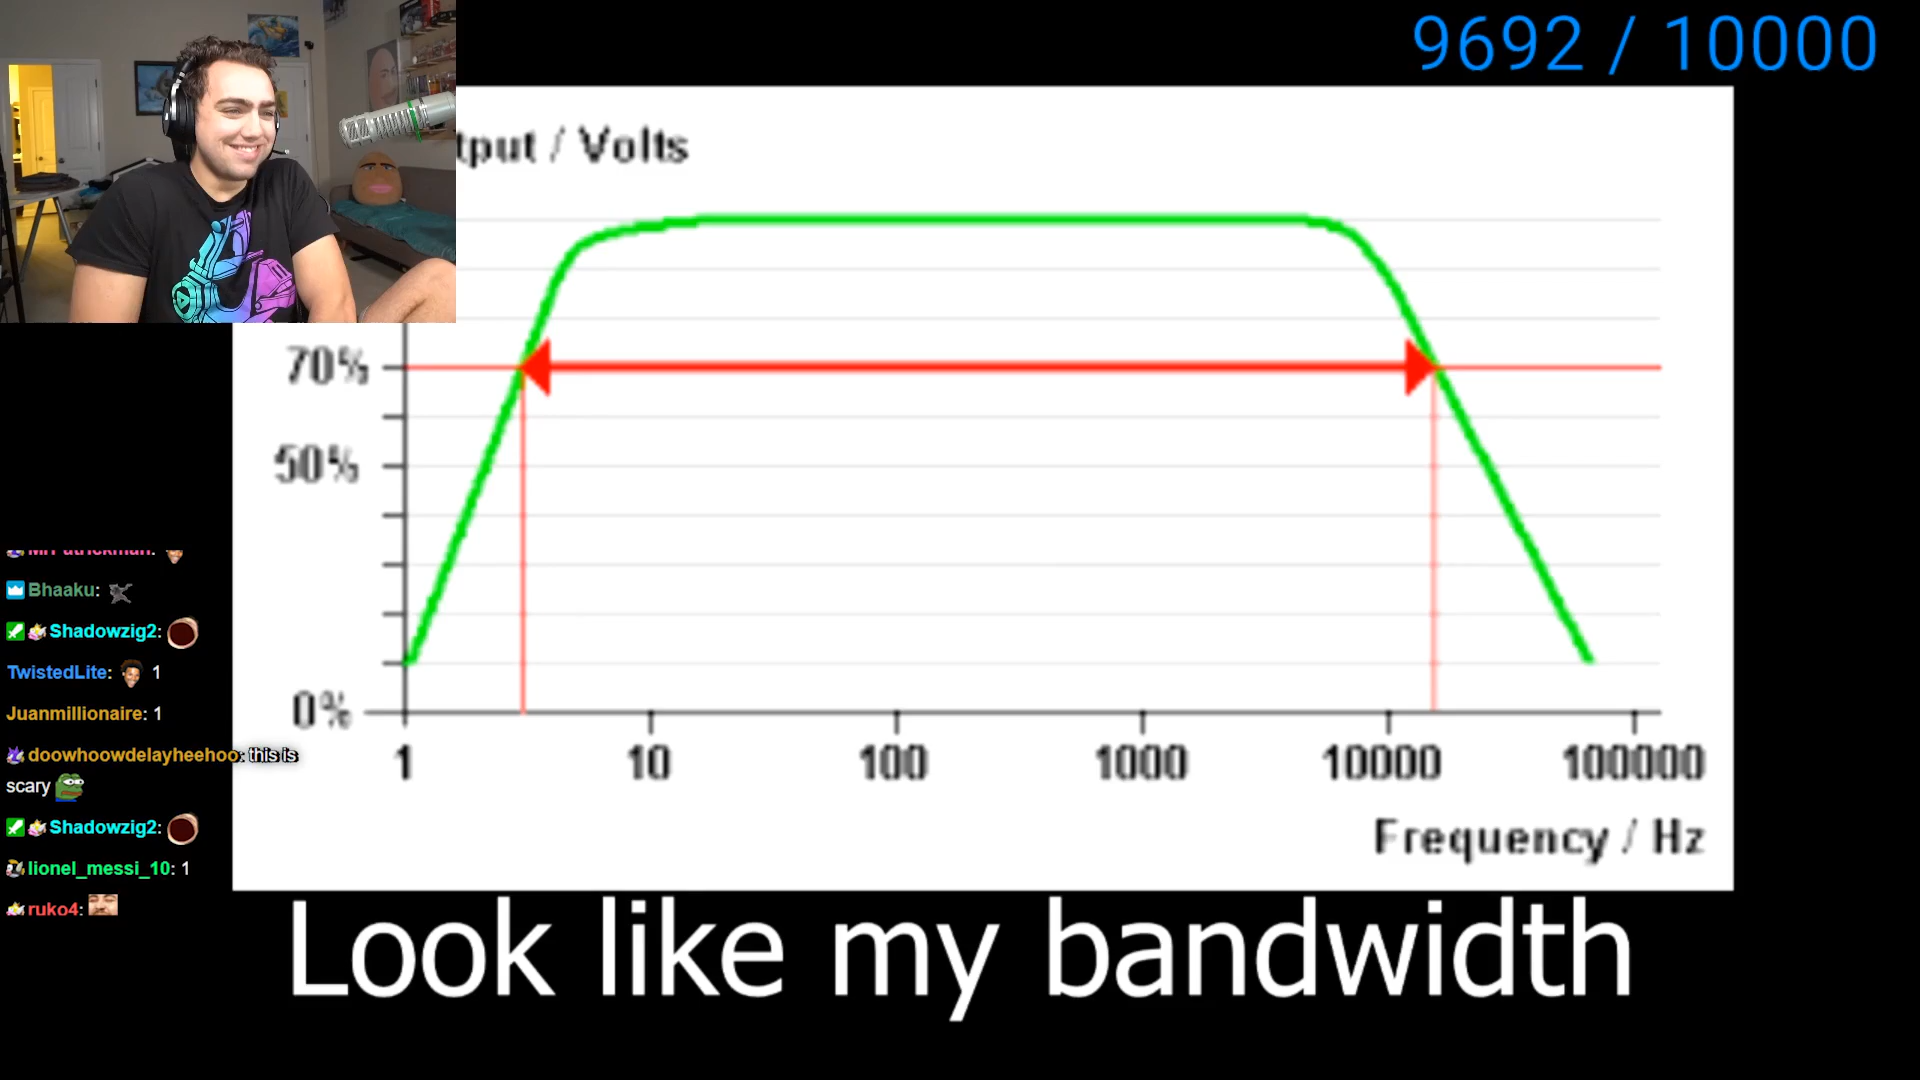 9692 / 10000
tput / Volts
70%
50%
0%
1 10 100 1000 10000 100000
Frequency / Hz
Look like my bandwidth
MrPatrickman:
Bhaaku:
Shadowzig2:
TwistedLite: 1
Juanmillionaire: 1
doowhoowdelayheehoo: this is
scary
Shadowzig2:
lionel_messi_10: 1
ruko4: